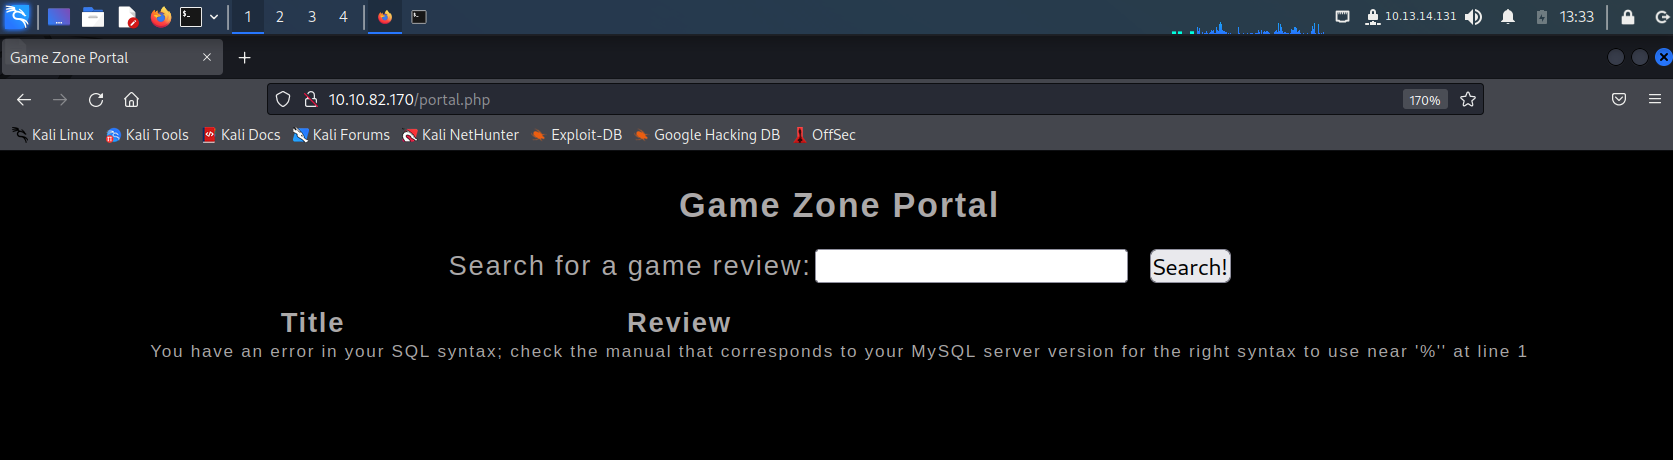 1 2 3 4 10.13.14.131 13:33
Game Zone Portal
10.10.82.170/portal.php 170%
Kali Linux Kali Tools Kali Docs Kali Forums Kali NetHunter Exploit-DB Google Hacking DB OffSec
Game Zone Portal
Search for a game review: Search!
Title Review
You have an error in your SQL syntax; check the manual that corresponds to your MySQL server version for the right syntax to use near '%'' at line 1